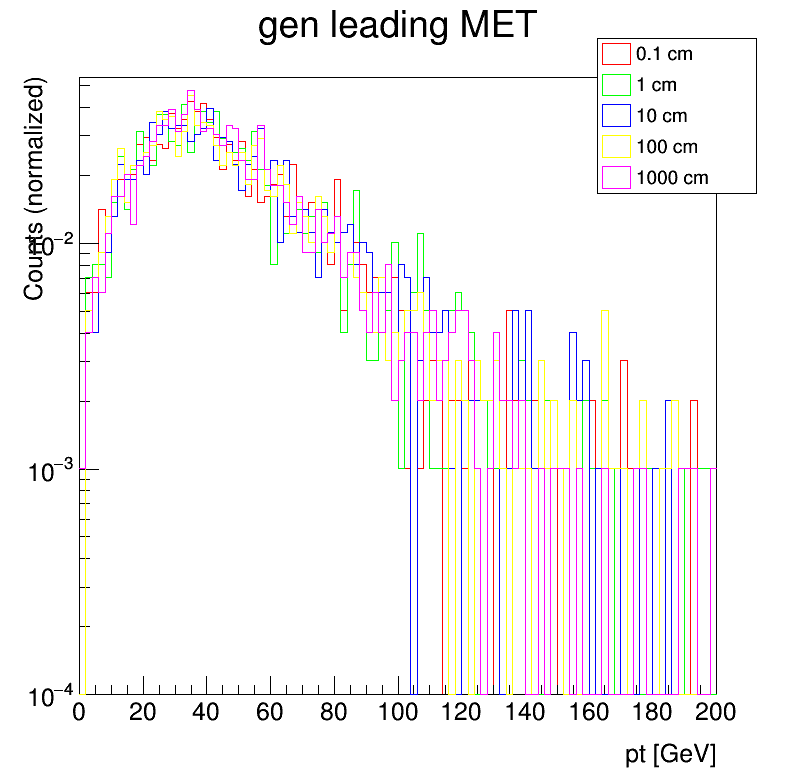 gen leading MET
0.1 cm
1 cm
10 cm
100 cm
1000 cm
Counts (normalized)
10−2
10−3
10−4
0 20 40 60 80 100 120 140 160 180 200
pt [GeV]